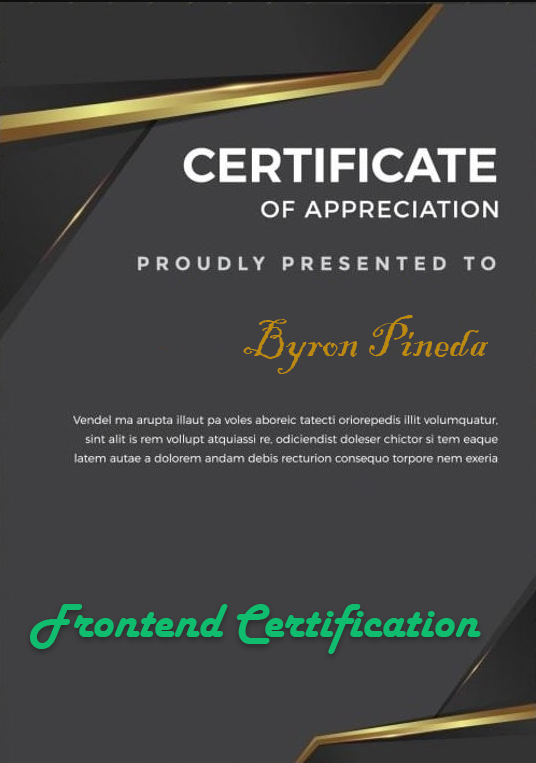 CERTIFICATE
OF APPRECIATION
PROUDLY PRESENTED TO
Byron Pineda
Vendel ma arupta illaut pa voles aboreic tatecti oriorepedis illit volumquatur,
sint alit is rem vollupt atquiassi re, odiciendist doleser chictor si tem eaque
latem autae a dolorem andam debis recturion consequo torpore nem exeria
Frontend Certification